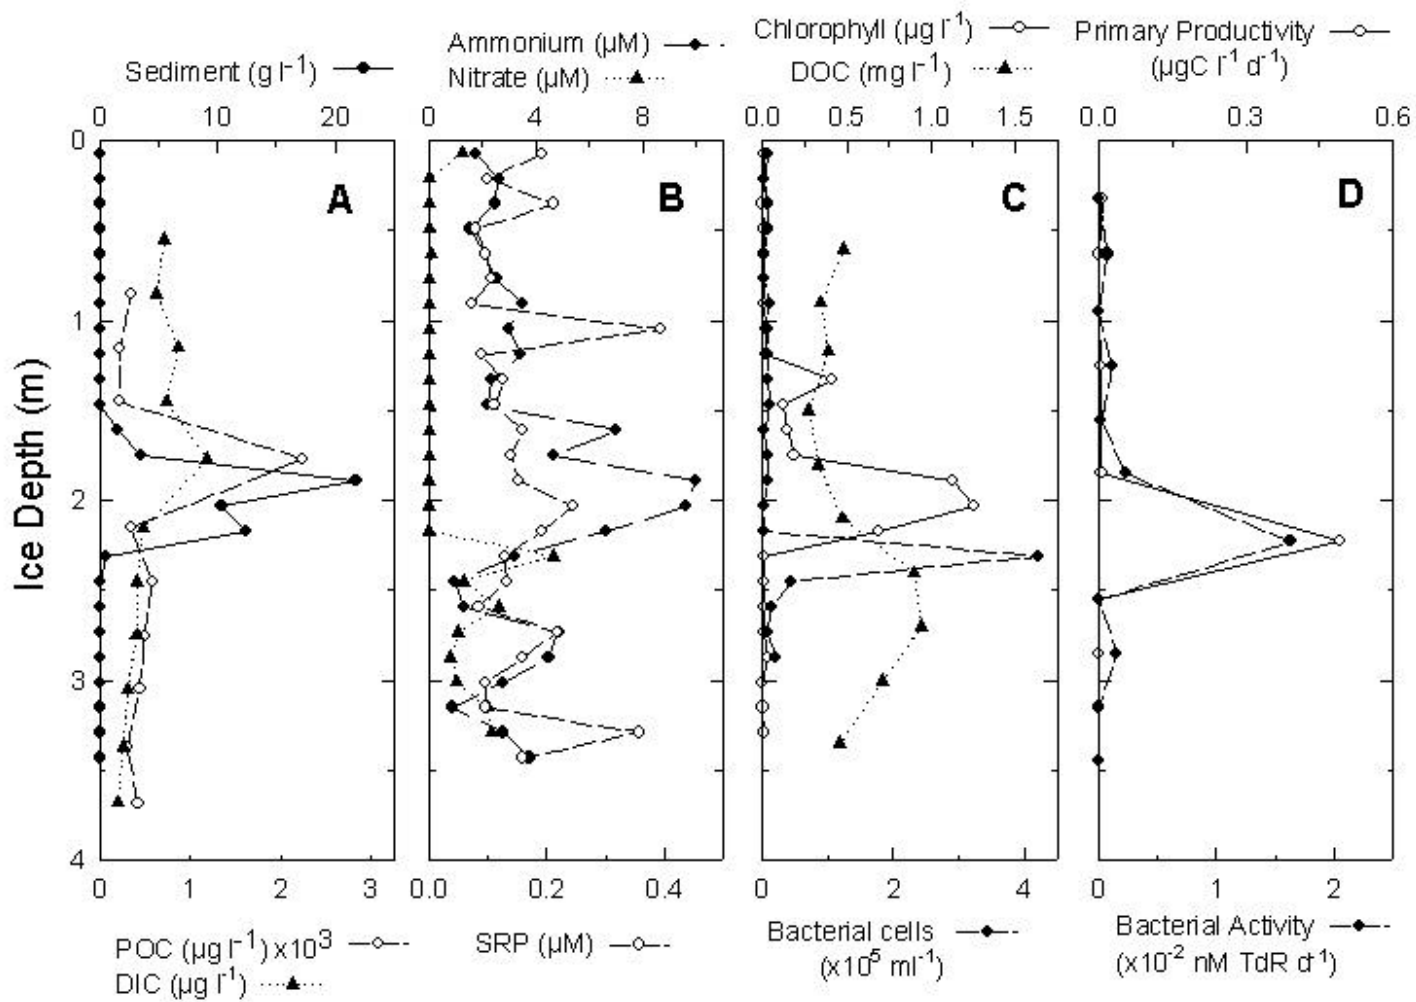 Sediment (g l⁻¹)
Ammonium (µM)
Nitrate (µM)
Chlorophyll (µg l⁻¹)
DOC (mg l⁻¹)
Primary Productivity
(µgC l⁻¹ d⁻¹)
0 10 20
0 4 8
0.0 0.5 1.0 1.5
0.0 0.3 0.6
A B C D
Ice Depth (m)
0
1
2
3
4
0 1 2 3
0.0 0.2 0.4
0 2 4
0 1 2
POC (µg l⁻¹) x10³
DIC (µg l⁻¹)
SRP (µM)
Bacterial cells
(x10⁵ ml⁻¹)
Bacterial Activity
(x10⁻² nM TdR d⁻¹)